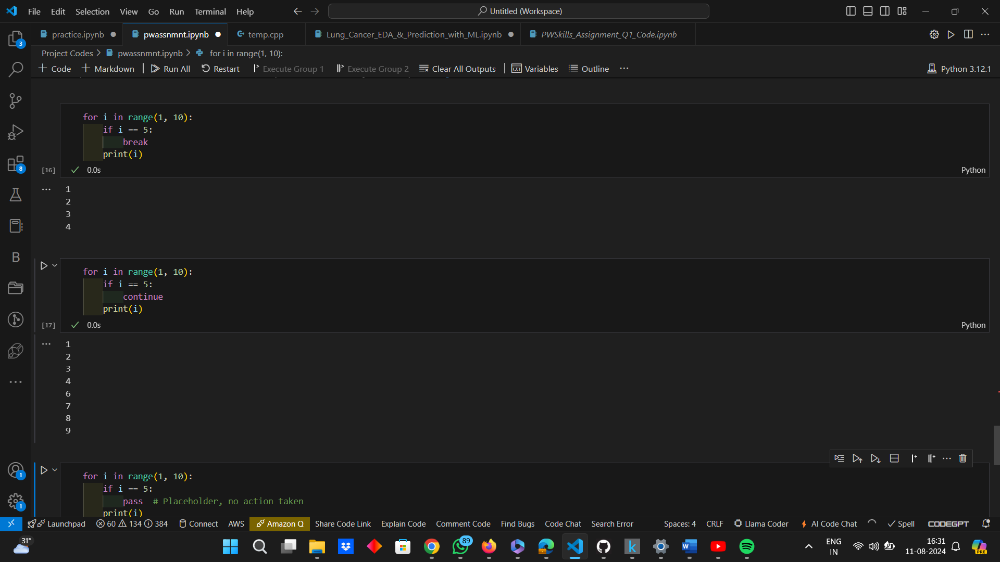 File Edit Selection View Go Run Terminal Help
Untitled (Workspace)
practice.ipynb pwassnmnt.ipynb temp.cpp Lung_Cancer_EDA_&_Prediction_with_ML.ipynb PWSkills_Assignment_Q1_Code.ipynb
Project Codes > pwassnmnt.ipynb > for i in range(1, 10):
+ Code + Markdown | Run All Restart Execute Group 1 Execute Group 2 Clear All Outputs | Variables Outline ...
Python 3.12.1
for i in range(1, 10):
    if i == 5:
        break
    print(i)
[16] 0.0s
Python
1
2
3
4
for i in range(1, 10):
    if i == 5:
        continue
    print(i)
[17] 0.0s
Python
1
2
3
4
6
7
8
9
for i in range(1, 10):
    if i == 5:
        pass  # Placeholder, no action taken
    print(i)
3
8
B
1
1
Launchpad 60 134 384 Connect AWS Amazon Q Share Code Link Explain Code Comment Code Find Bugs Code Chat Search Error Spaces: 4 CRLF Llama Coder AI Code Chat Spell CODEGPT
31°
89
k
W
PRE
ENG
IN
16:31
11-08-2024